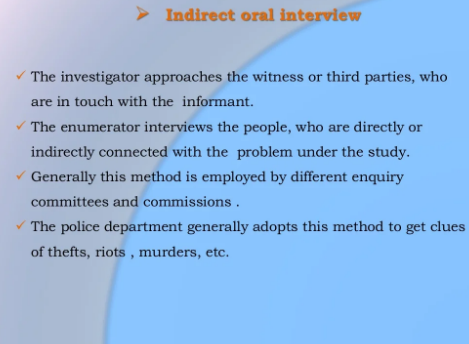 Indirect oral interview
The investigator approaches the witness or third parties, who
are in touch with the informant.
The enumerator interviews the people, who are directly or
indirectly connected with the problem under the study.
Generally this method is employed by different enquiry
committees and commissions .
The police department generally adopts this method to get clues
of thefts, riots , murders, etc.